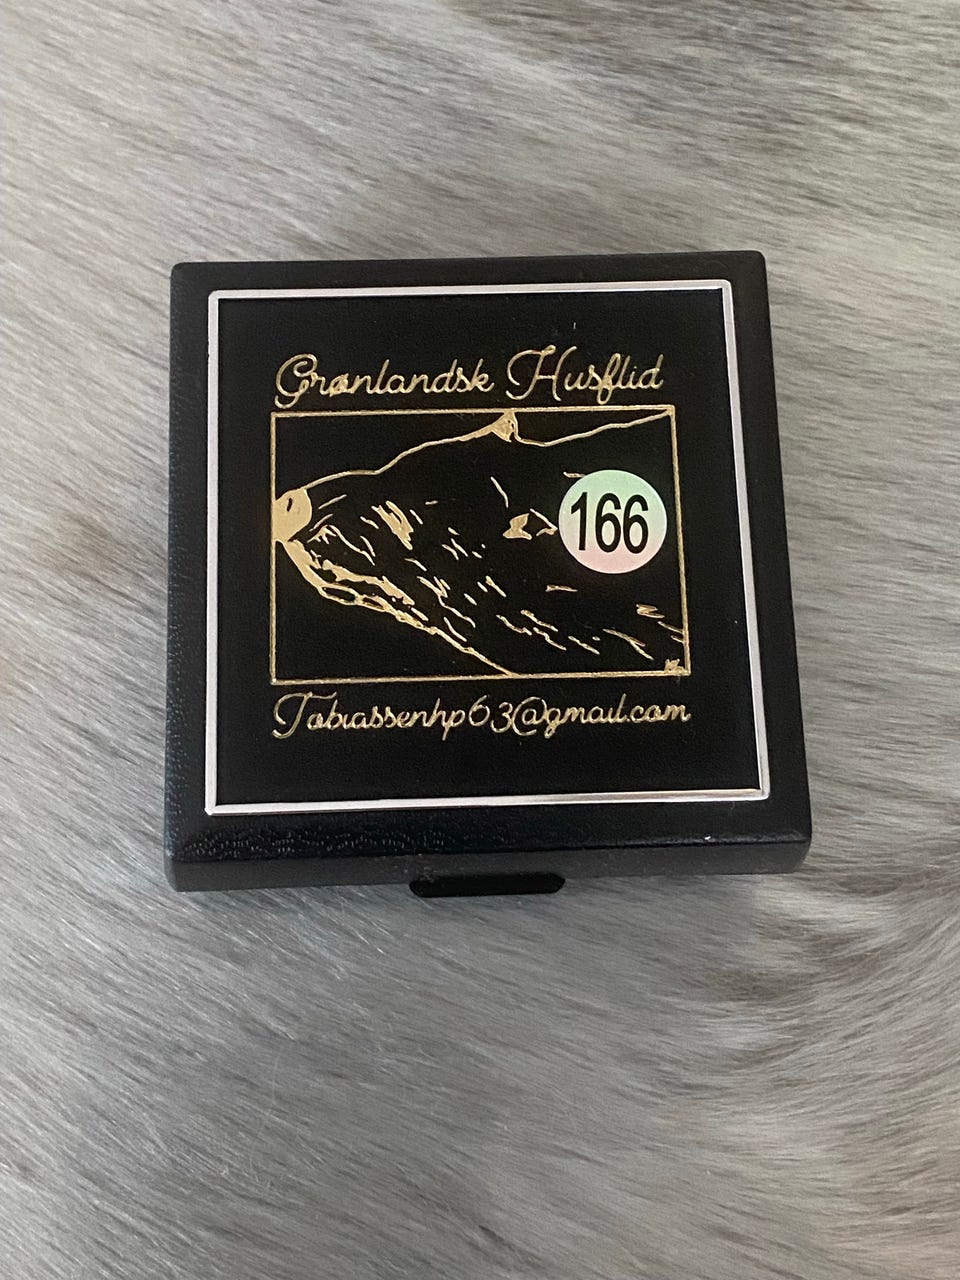 Grønlandsk Husflid
166
Tobiassenhp63@gmail.com